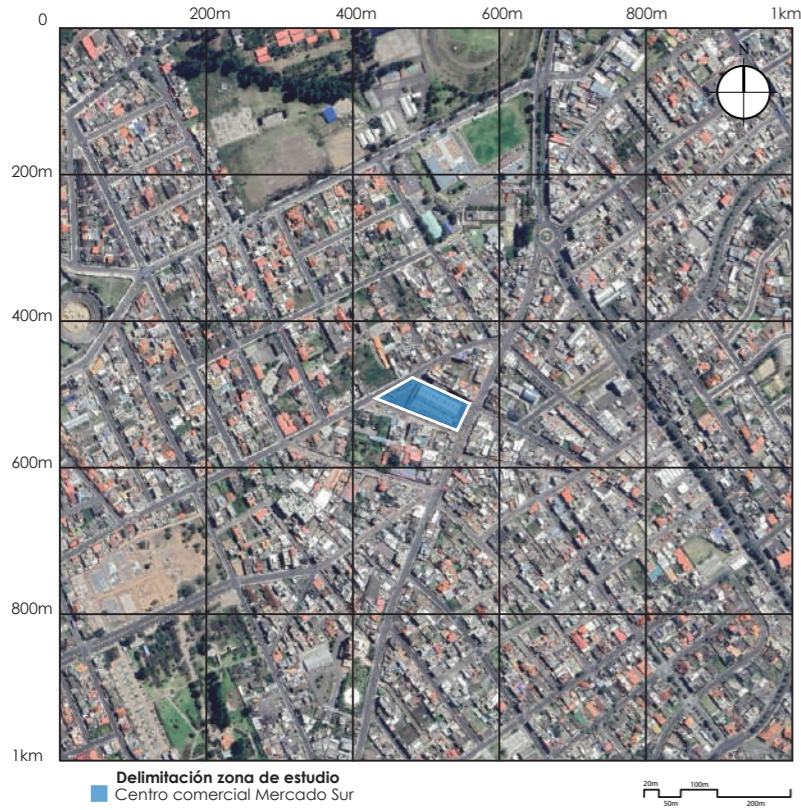 0 200m 400m 600m 800m 1km
N
200m
400m
600m
800m
1km
Delimitación zona de estudio
Centro comercial Mercado Sur
20m 100m
50m 200m